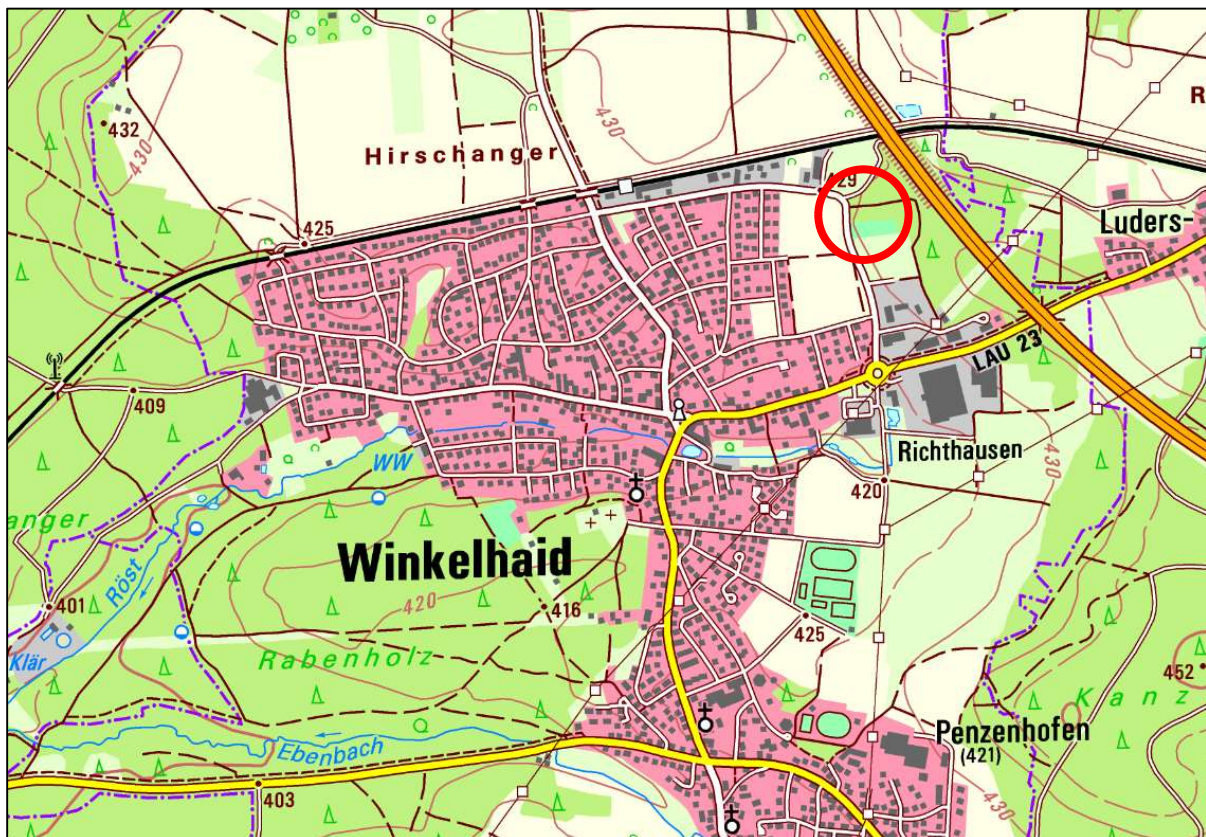 432
430
Hirschanger
430
R
429
425
Luders-
LAU 23
409
WW
Richthausen
430
420
anger
Winkelhaid
Röst
420
401
416
425
Rabenholz
Klär
452
Kanz
Penzenhofen
(421)
Ebenbach
403
430